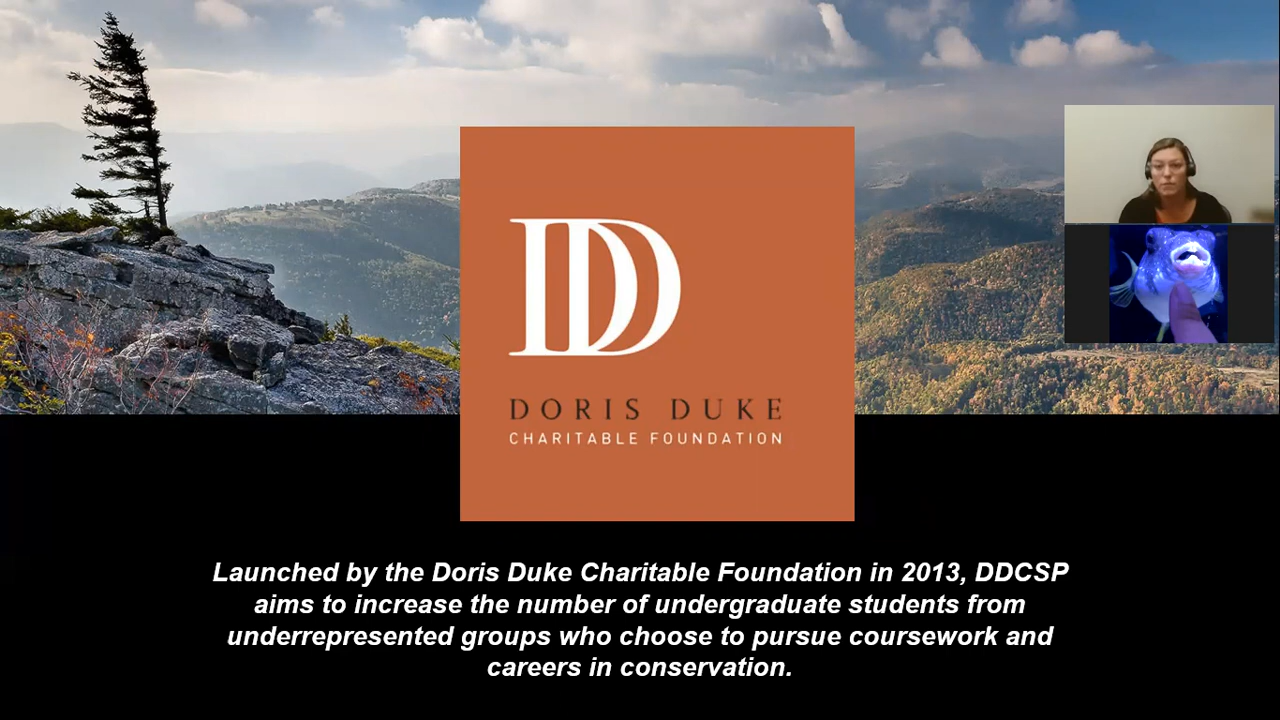 DD
DORIS DUKE
CHARITABLE FOUNDATION
Launched by the Doris Duke Charitable Foundation in 2013, DDCSP
aims to increase the number of undergraduate students from
underrepresented groups who choose to pursue coursework and
careers in conservation.